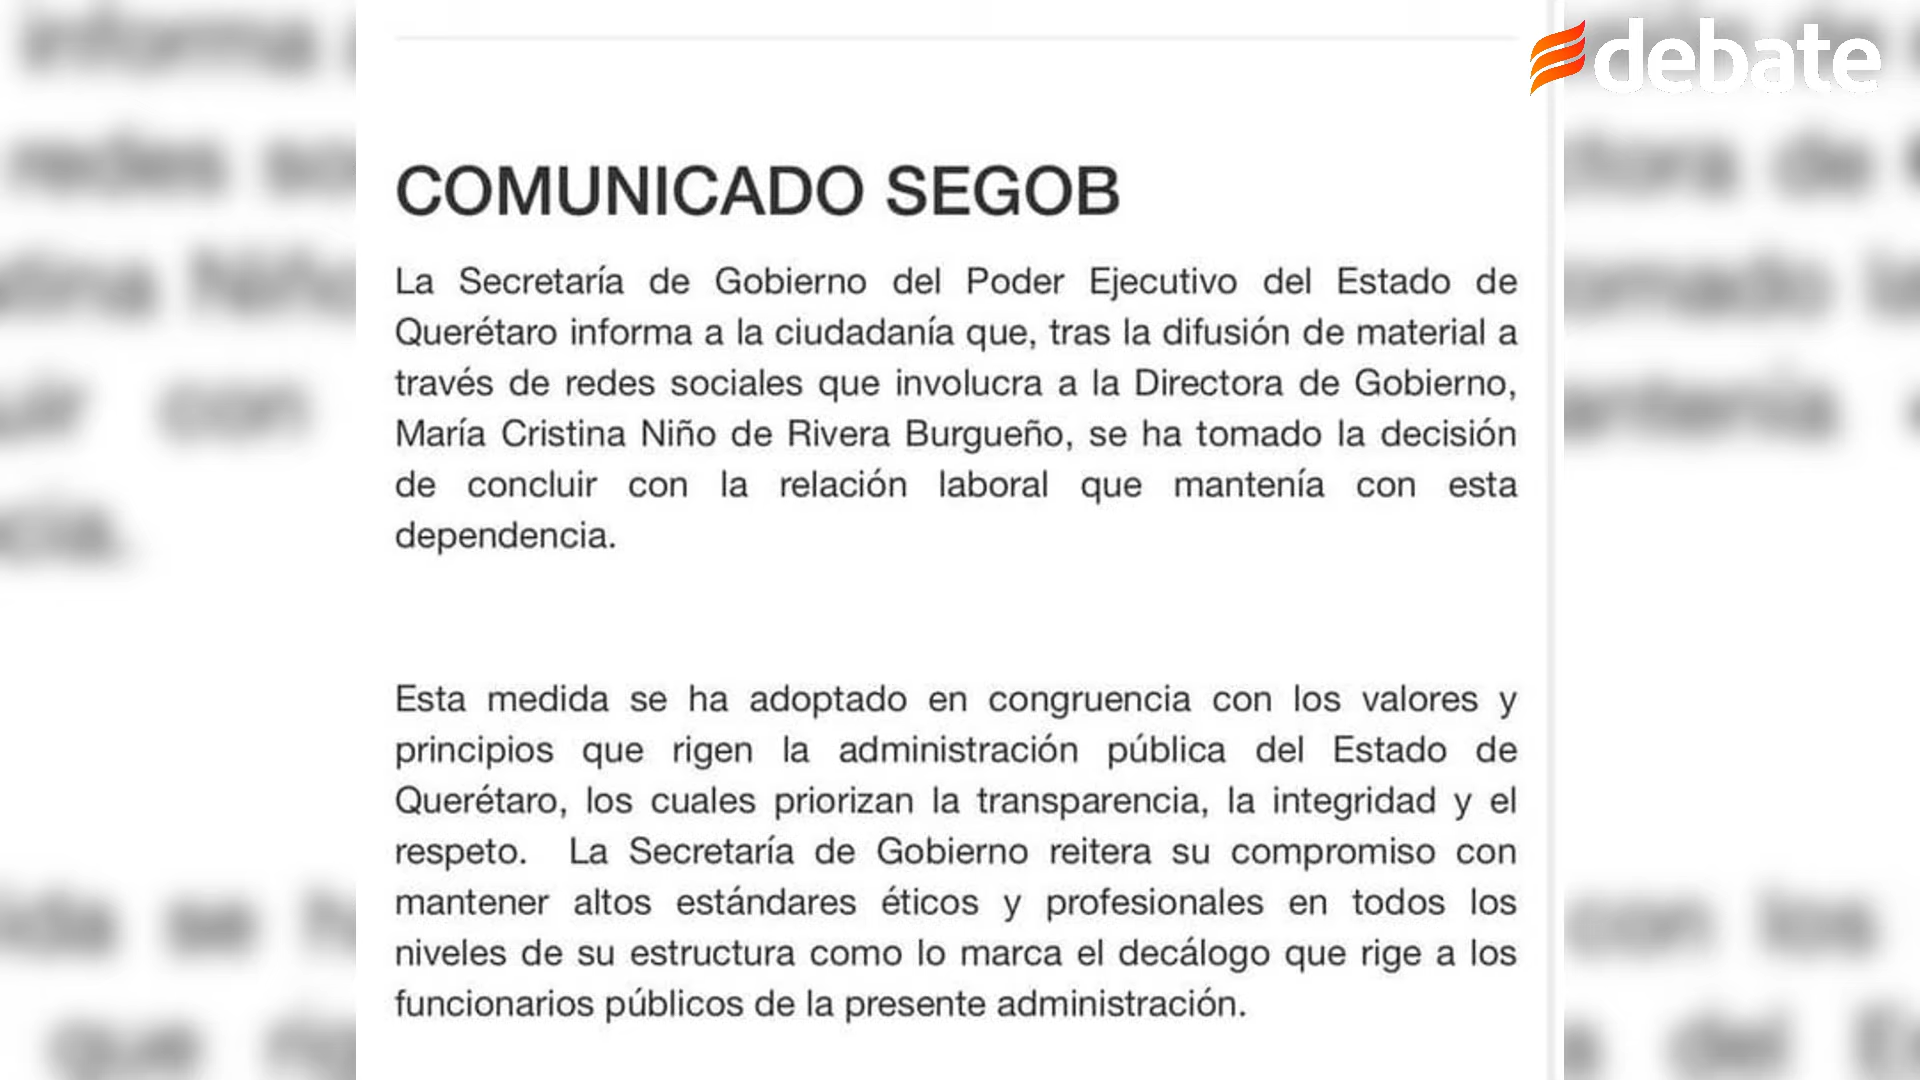 debate
COMUNICADO SEGOB
La Secretaría de Gobierno del Poder Ejecutivo del Estado de
Querétaro informa a la ciudadanía que, tras la difusión de material a
través de redes sociales que involucra a la Directora de Gobierno,
María Cristina Niño de Rivera Burgueño, se ha tomado la decisión
de concluir con la relación laboral que mantenía con esta
dependencia.
Esta medida se ha adoptado en congruencia con los valores y
principios que rigen la administración pública del Estado de
Querétaro, los cuales priorizan la transparencia, la integridad y el
respeto. La Secretaría de Gobierno reitera su compromiso con
mantener altos estándares éticos y profesionales en todos los
niveles de su estructura como lo marca el decálogo que rige a los
funcionarios públicos de la presente administración.